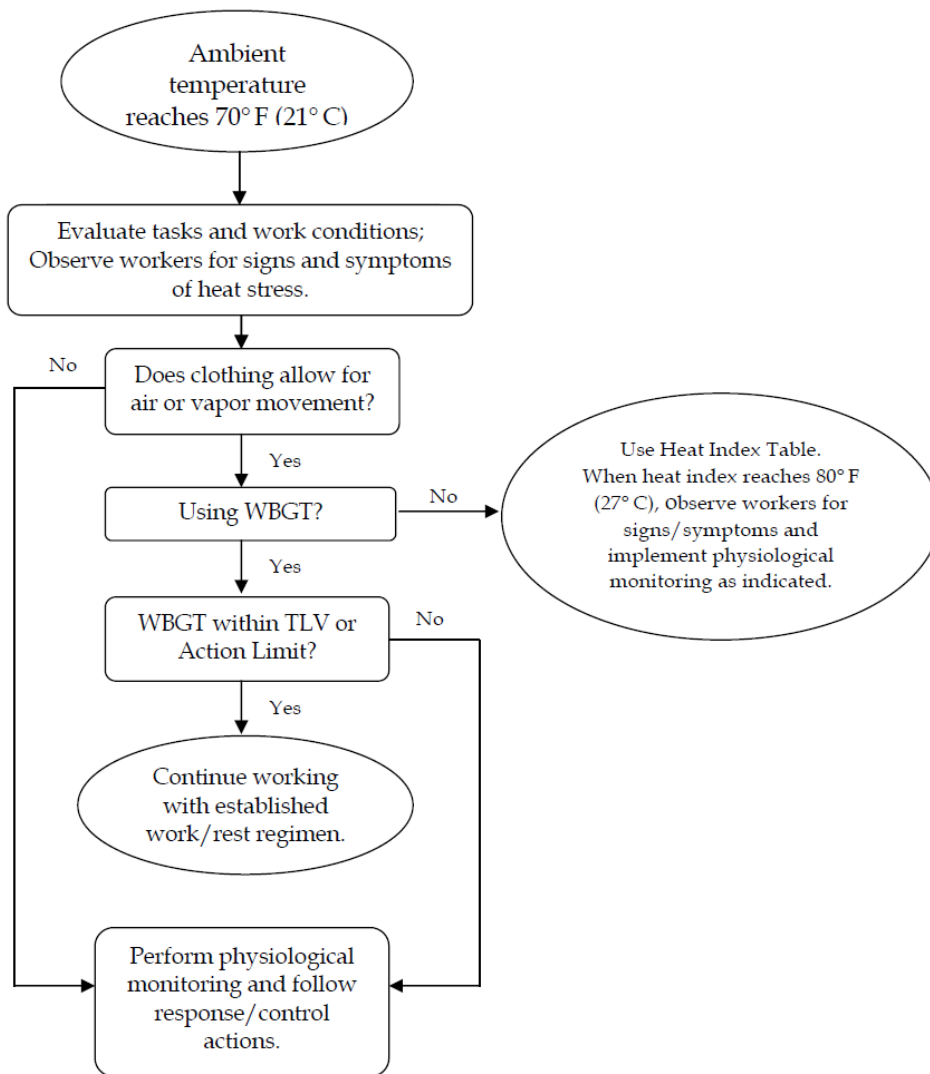 Ambient
temperature
reaches 70° F (21° C)
Evaluate tasks and work conditions;
Observe workers for signs and symptoms
of heat stress.
No
Does clothing allow for
air or vapor movement?
Yes
Using WBGT?
No
Use Heat Index Table.
When heat index reaches 80° F
(27° C), Observe workers for
signs/symptoms and
implement physiological
monitoring as indicated.
Yes
WBGT within TLV or
Action Limit?
No
Yes
Continue working
with established
work/rest regimen.
Perform physiological
monitoring and follow
response/control
actions.